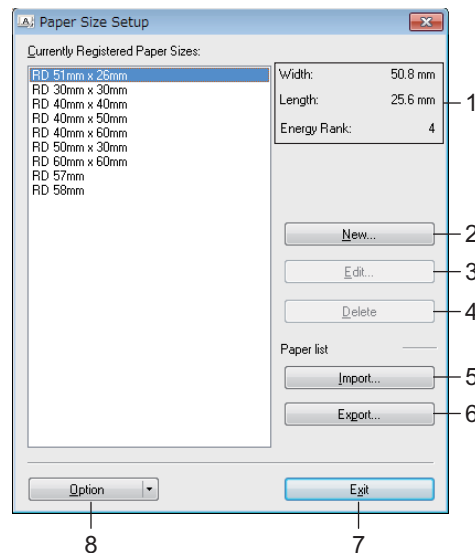 Paper Size Setup
Currently Registered Paper Sizes:
RD 51mm x 26mm
RD 30mm x 30mm
RD 40mm x 40mm
RD 40mm x 50mm
RD 40mm x 60mm
RD 50mm x 30mm
RD 60mm x 60mm
RD 57mm
RD 58mm
Width: 50.8 mm
Length: 25.6 mm
Energy Rank: 4
1
New... 2
Edit... 3
Delete 4
Paper list
Import... 5
Export... 6
Option Exit
8 7